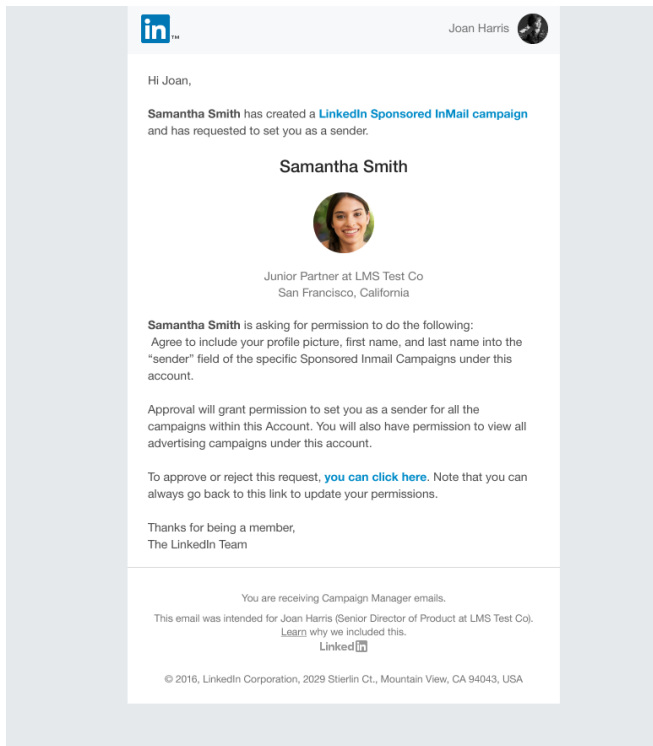 in™
Joan Harris
Hi Joan,
Samantha Smith has created a LinkedIn Sponsored InMail campaign
and has requested to set you as a sender.
Samantha Smith
Junior Partner at LMS Test Co
San Francisco, California
Samantha Smith is asking for permission to do the following:
Agree to include your profile picture, first name, and last name into the
“sender” field of the specific Sponsored Inmail Campaigns under this
account.
Approval will grant permission to set you as a sender for all the
campaigns within this Account. You will also have permission to view all
advertising campaigns under this account.
To approve or reject this request, you can click here. Note that you can
always go back to this link to update your permissions.
Thanks for being a member,
The LinkedIn Team
You are receiving Campaign Manager emails.
This email was intended for Joan Harris (Senior Director of Product at LMS Test Co).
Learn why we included this.
Linked in
© 2016, LinkedIn Corporation, 2029 Stierlin Ct., Mountain View, CA 94043, USA